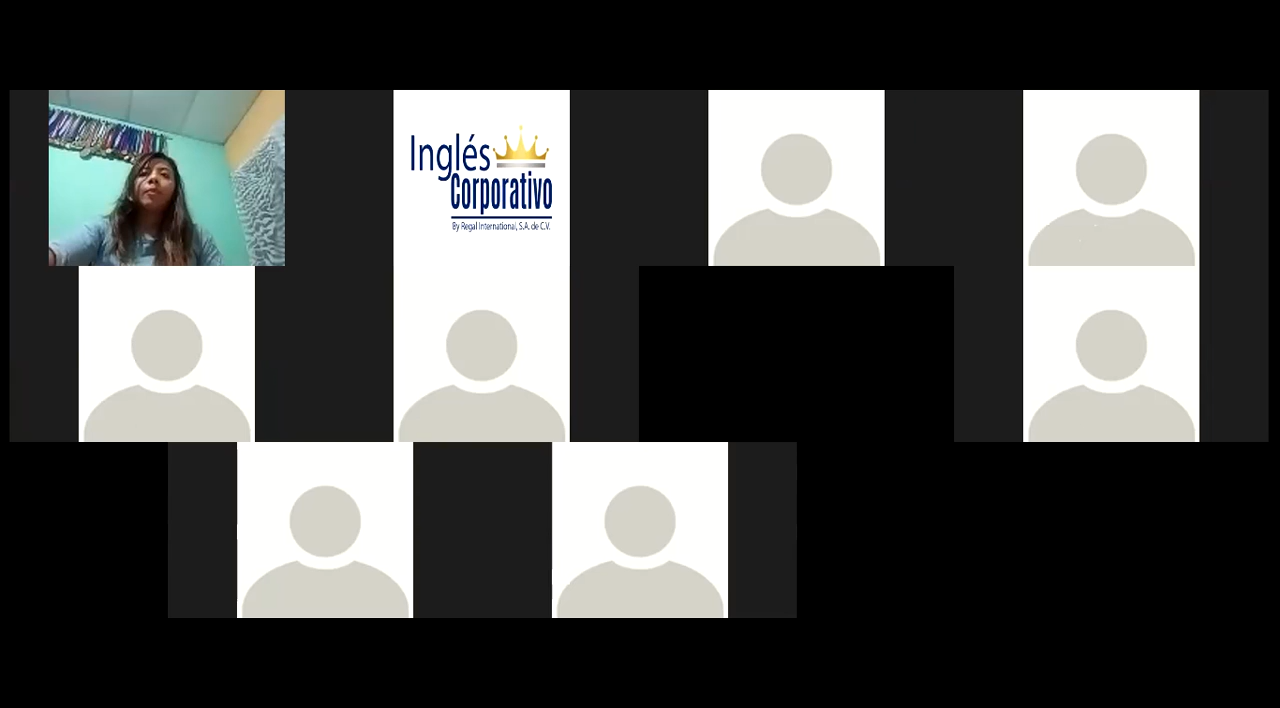 Inglés
Corporativo
By Regal International, S.A. de C.V.